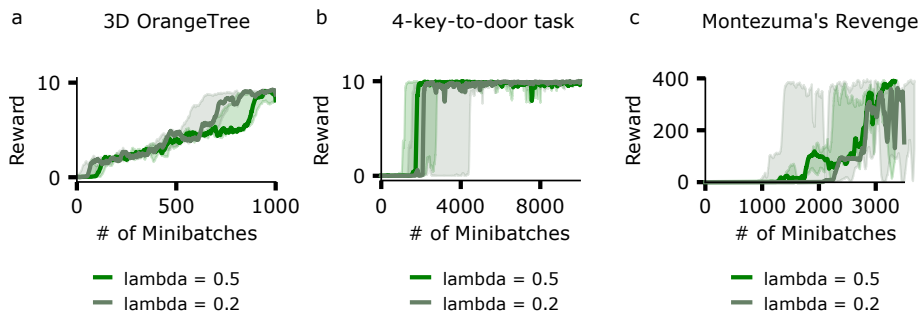 a
3D OrangeTree
Reward
10
0
0
500
1000
# of Minibatches
lambda = 0.5
lambda = 0.2
b
4-key-to-door task
Reward
10
0
0
4000
8000
# of Minibatches
lambda = 0.5
lambda = 0.2
c
Montezuma's Revenge
Reward
400
200
0
0
1000
2000
3000
# of Minibatches
lambda = 0.5
lambda = 0.2